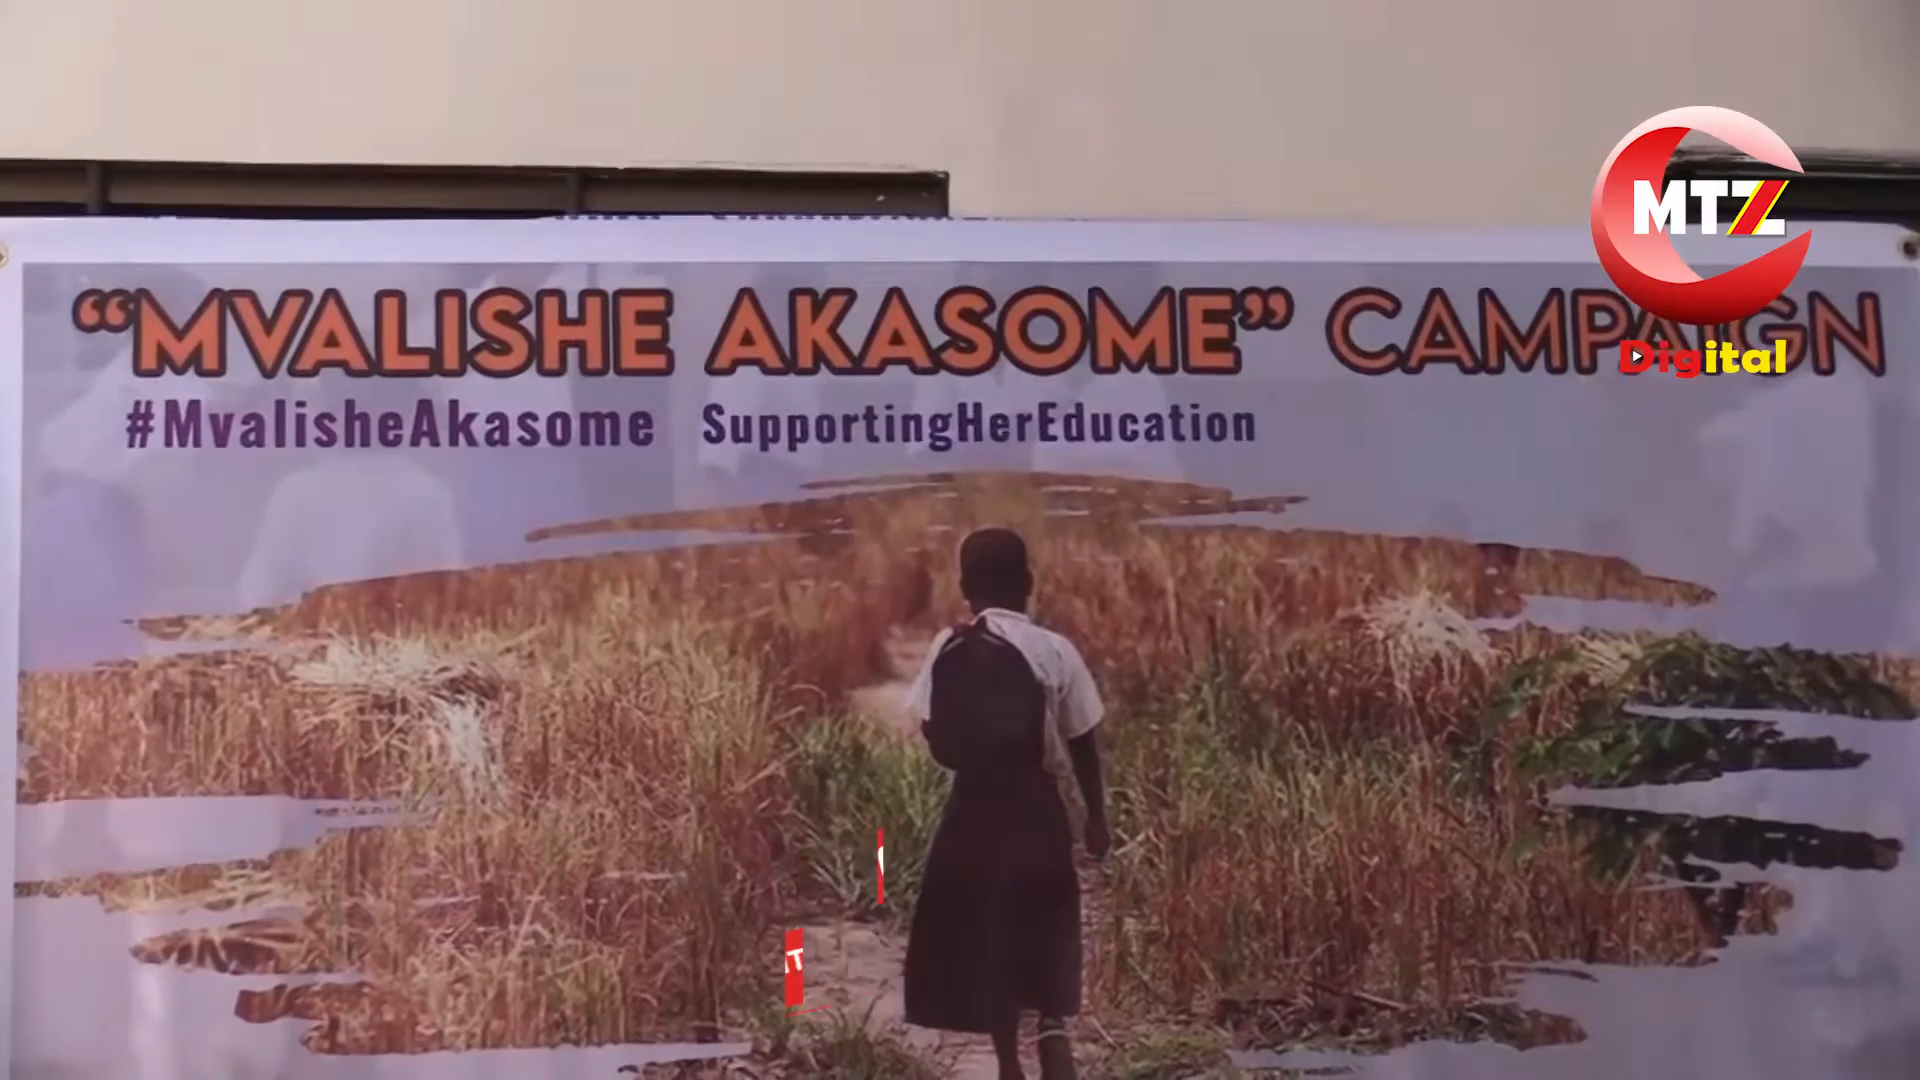 "MVALISHE AKASOME" CAMPAIGN
#MvalisheAkasome SupportingHerEducation
MTZ
Digital